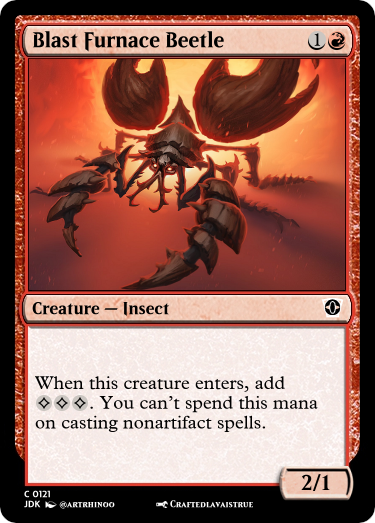 Blast Furnace Beetle 1
Creature — Insect
When this creature enters, add
◇◇◇. You can't spend this mana
on casting nonartifact spells.
2/1
C 0121
JDK @ARTRHINOO CRAFTEDLAVAISTRUE